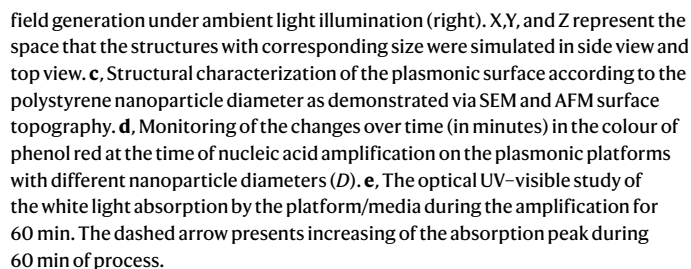 field generation under ambient light illumination (right). X,Y, and Z represent the
space that the structures with corresponding size were simulated in side view and
top view. c, Structural characterization of the plasmonic surface according to the
polystyrene nanoparticle diameter as demonstrated via SEM and AFM surface
topography. d, Monitoring of the changes over time (in minutes) in the colour of
phenol red at the time of nucleic acid amplification on the plasmonic platforms
with different nanoparticle diameters (D). e, The optical UV–visible study of
the white light absorption by the platform/media during the amplification for
60 min. The dashed arrow presents increasing of the absorption peak during
60 min of process.